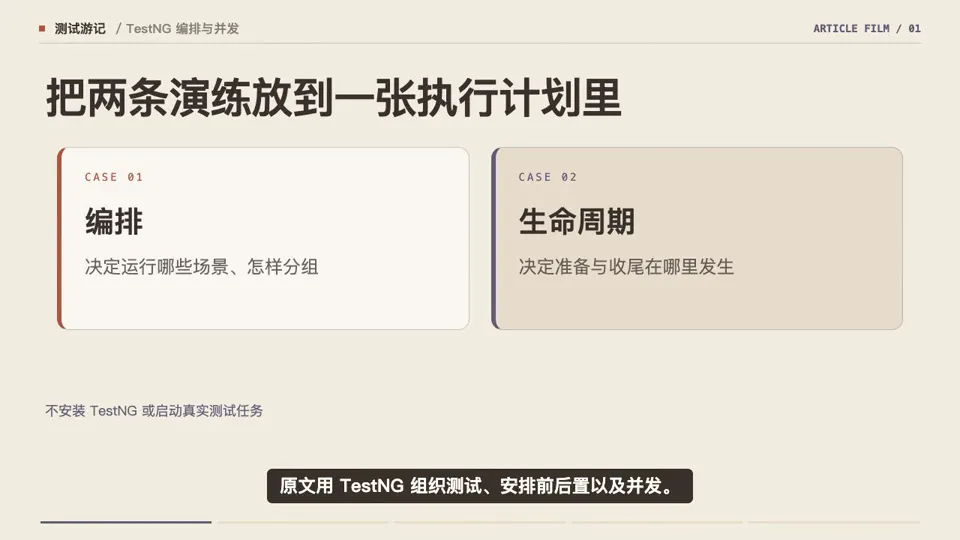 测试游记 / TestNG 编排与并发
ARTICLE FILM / 01
把两条演练放到一张执行计划里
CASE 01
编排
决定运行哪些场景、怎样分组
CASE 02
生命周期
决定准备与收尾在哪里发生
不安装 TestNG 或启动真实测试任务
原文用 TestNG 组织测试、安排前后置以及并发。